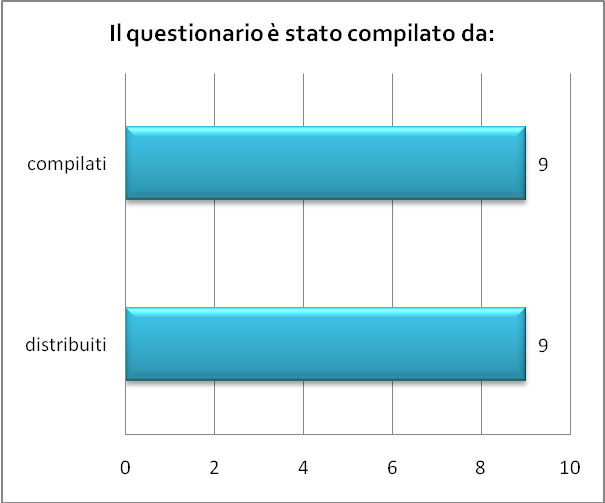 Il questionario è stato compilato da:
compilati 9
distribuiti 9
0 2 4 6 8 10